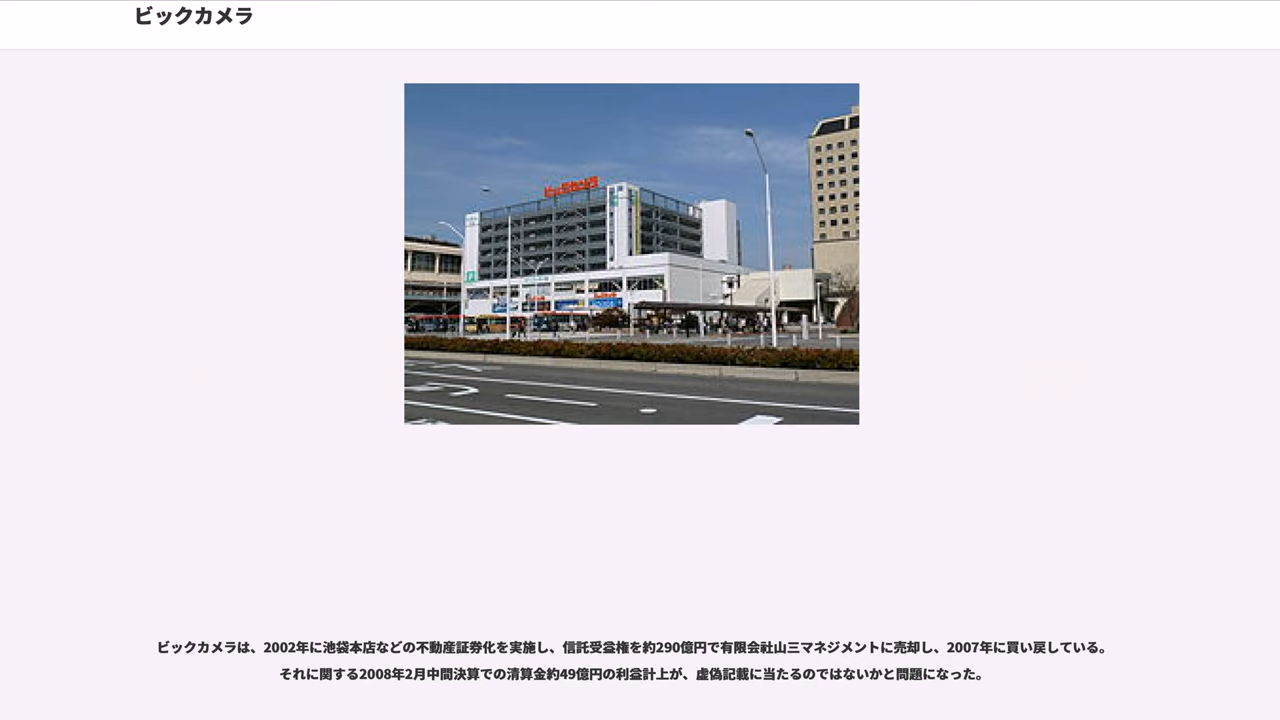 ビックカメラ
ビックカメラ
ビックカメラは、2002年に池袋本店などの不動産証券化を実施し、信託受益権を約290億円で有限会社山三マネジメントに売却し、2007年に買い戻している。
それに関する2008年2月中間決算での清算金約49億円の利益計上が、虚偽記載に当たるのではないかと問題になった。